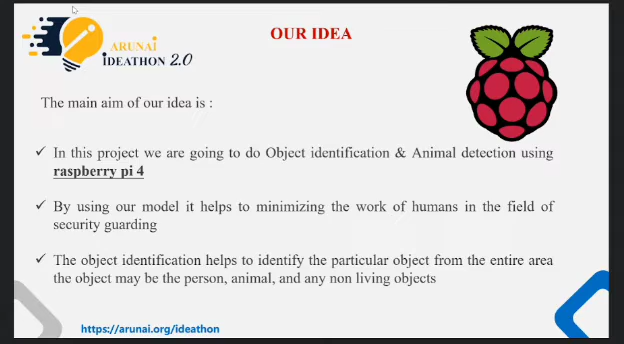 OUR IDEA
ARUNAi
iDEATHON 2.0
The main aim of our idea is :
✓ In this project we are going to do Object identification & Animal detection using
raspberry pi 4
✓ By using our model it helps to minimizing the work of humans in the field of
security guarding
✓ The object identification helps to identify the particular object from the entire area
the object may be the person, animal, and any non living objects
https://arunai.org/ideathon